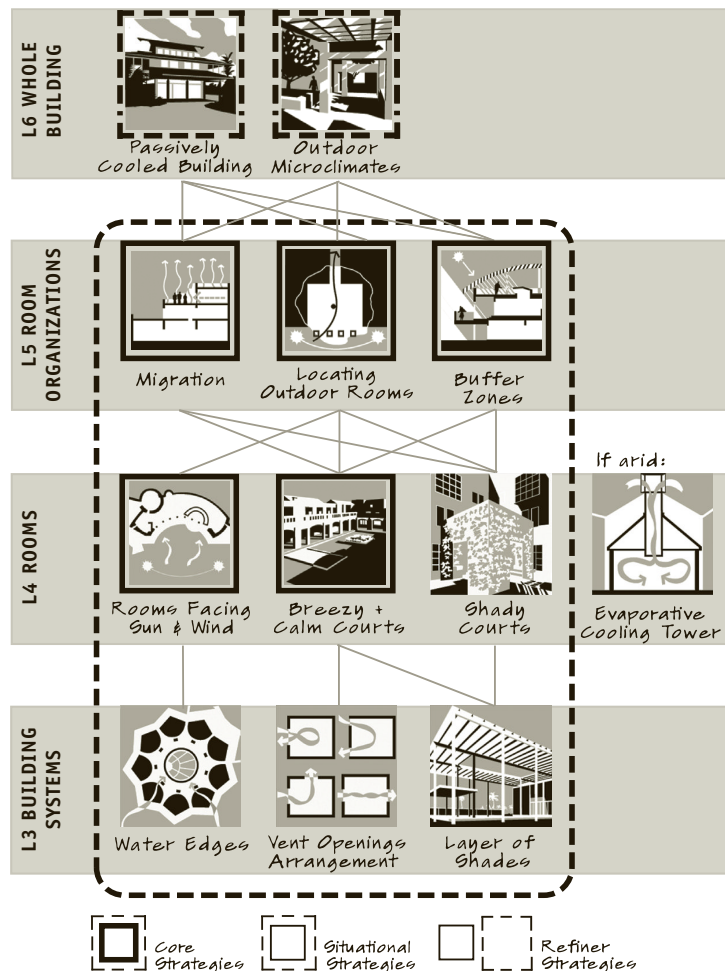 L6 WHOLE
BUILDING
Passively
Cooled Building
Outdoor
Microclimates
L5 ROOM
ORGANIZATIONS
Migration
Locating
Outdoor Rooms
Buffer
Zones
If arid:
L4 ROOMS
Rooms Facing
Sun & Wind
Breezy +
Calm Courts
Shady
Courts
Evaporative
Cooling Tower
L3 BUILDING
SYSTEMS
Water Edges
Vent Openings
Arrangement
Layer of
Shades
Core
Strategies
Situational
Strategies
Refiner
Strategies